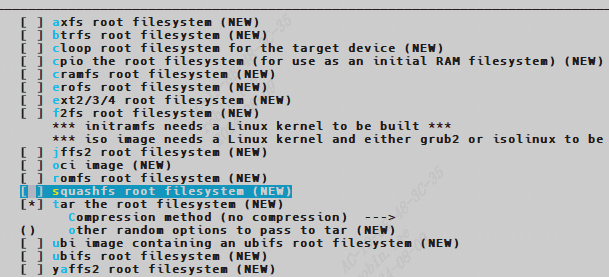 [ ] axfs root filesystem (NEW)
[ ] btrfs root filesystem (NEW)
[ ] cloop root filesystem for the target device (NEW)
[ ] cpio the root filesystem (for use as an initial RAM filesystem) (NEW)
[ ] cramfs root filesystem (NEW)
[ ] erofs root filesystem (NEW)
[ ] ext2/3/4 root filesystem (NEW)
[ ] f2fs root filesystem (NEW)
*** initramfs needs a Linux kernel to be built ***
*** iso image needs a Linux kernel and either grub2 or isolinux to be
[ ] jffs2 root filesystem (NEW)
[ ] oci image (NEW)
[ ] romfs root filesystem (NEW)
[ ] squashfs root filesystem (NEW)
[*] tar the root filesystem (NEW)
Compression method (no compression) --->
() other random options to pass to tar (NEW)
[ ] ubi image containing an ubifs root filesystem (NEW)
[ ] ubifs root filesystem (NEW)
[ ] yaffs2 root filesystem (NEW)